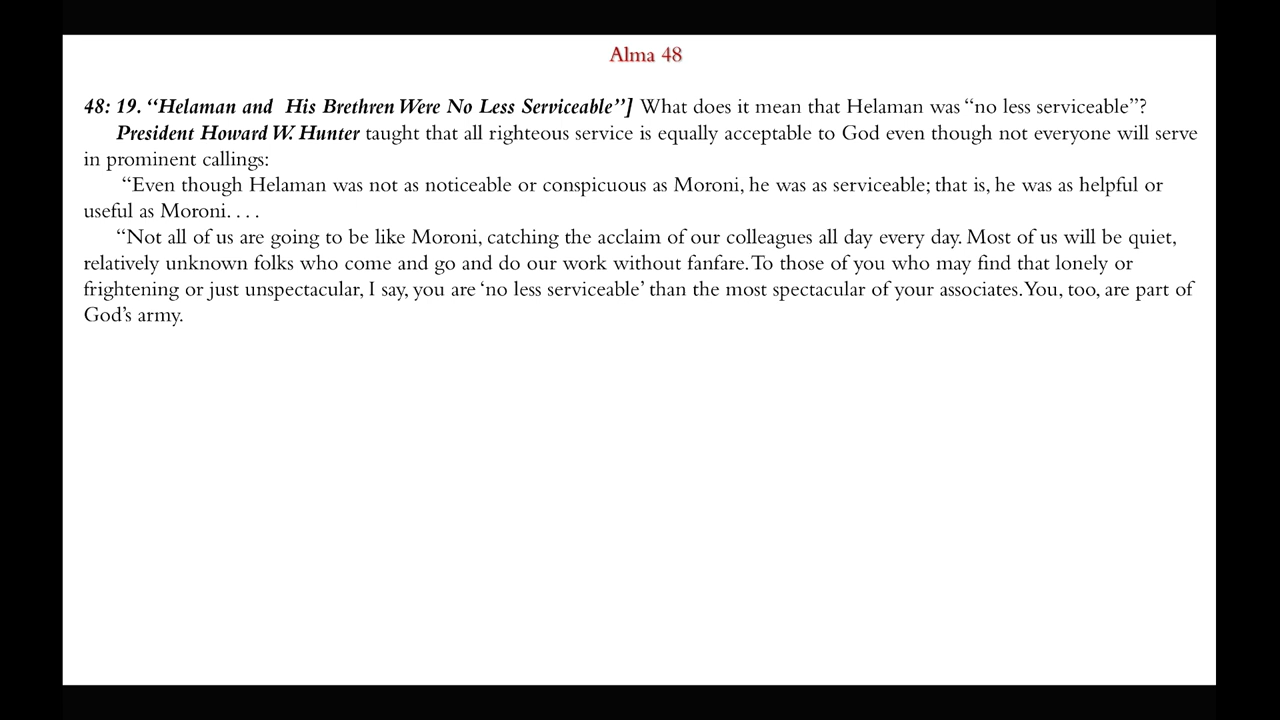 Alma 48
48: 19. “Helaman and His Brethren Were No Less Serviceable”] What does it mean that Helaman was “no less serviceable”?
President Howard W. Hunter taught that all righteous service is equally acceptable to God even though not everyone will serve
in prominent callings:
“Even though Helaman was not as noticeable or conspicuous as Moroni, he was as serviceable; that is, he was as helpful or
useful as Moroni. . . .
“Not all of us are going to be like Moroni, catching the acclaim of our colleagues all day every day. Most of us will be quiet,
relatively unknown folks who come and go and do our work without fanfare. To those of you who may find that lonely or
frightening or just unspectacular, I say, you are ‘no less serviceable’ than the most spectacular of your associates. You, too, are part of
God’s army.